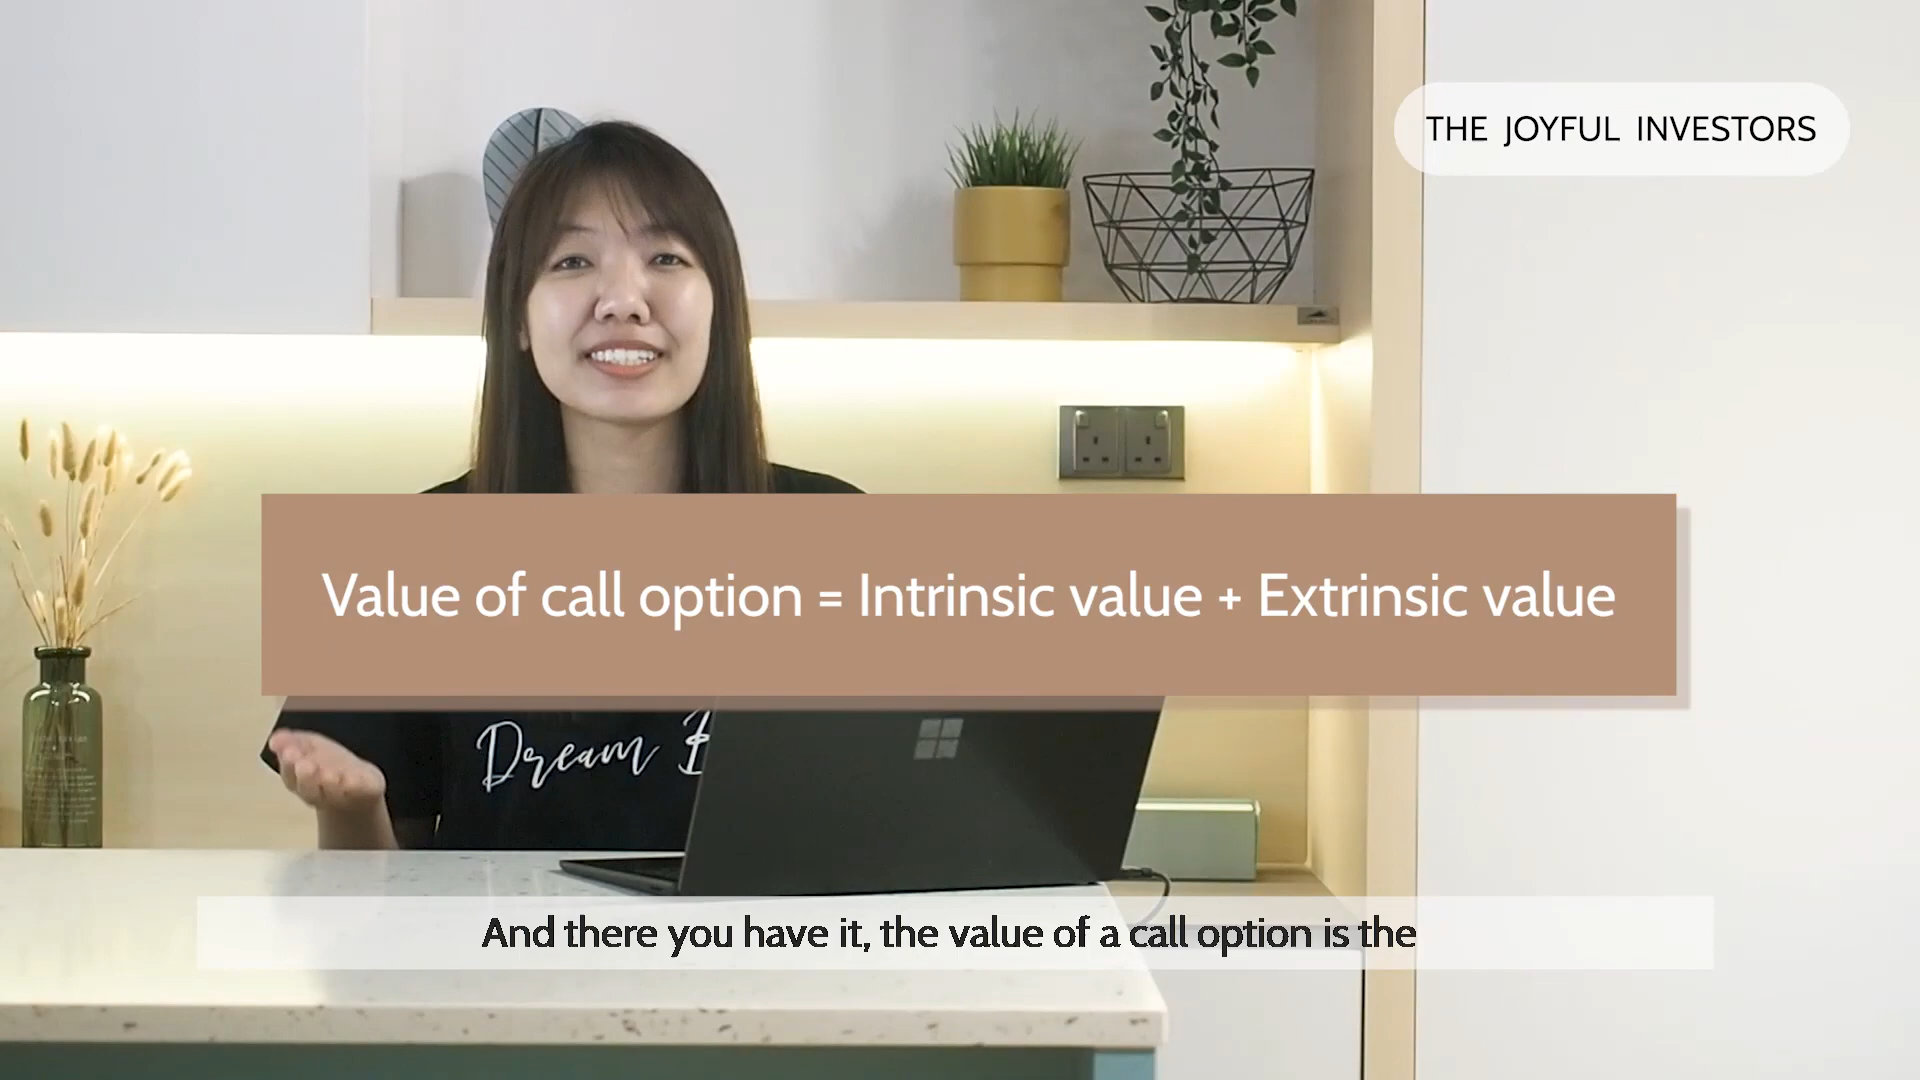 THE JOYFUL INVESTORS
Value of call option = Intrinsic value + Extrinsic value
Dream
And there you have it, the value of a call option is the